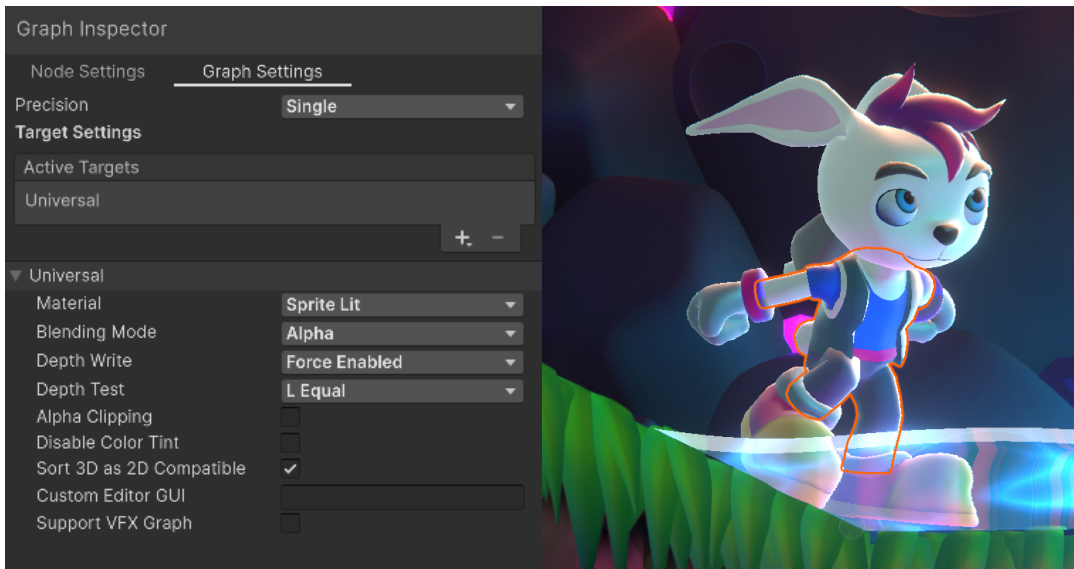 Graph Inspector
Node Settings Graph Settings
Precision Single
Target Settings
Active Targets
Universal
Universal
Material Sprite Lit
Blending Mode Alpha
Depth Write Force Enabled
Depth Test L Equal
Alpha Clipping
Disable Color Tint
Sort 3D as 2D Compatible
Custom Editor GUI
Support VFX Graph